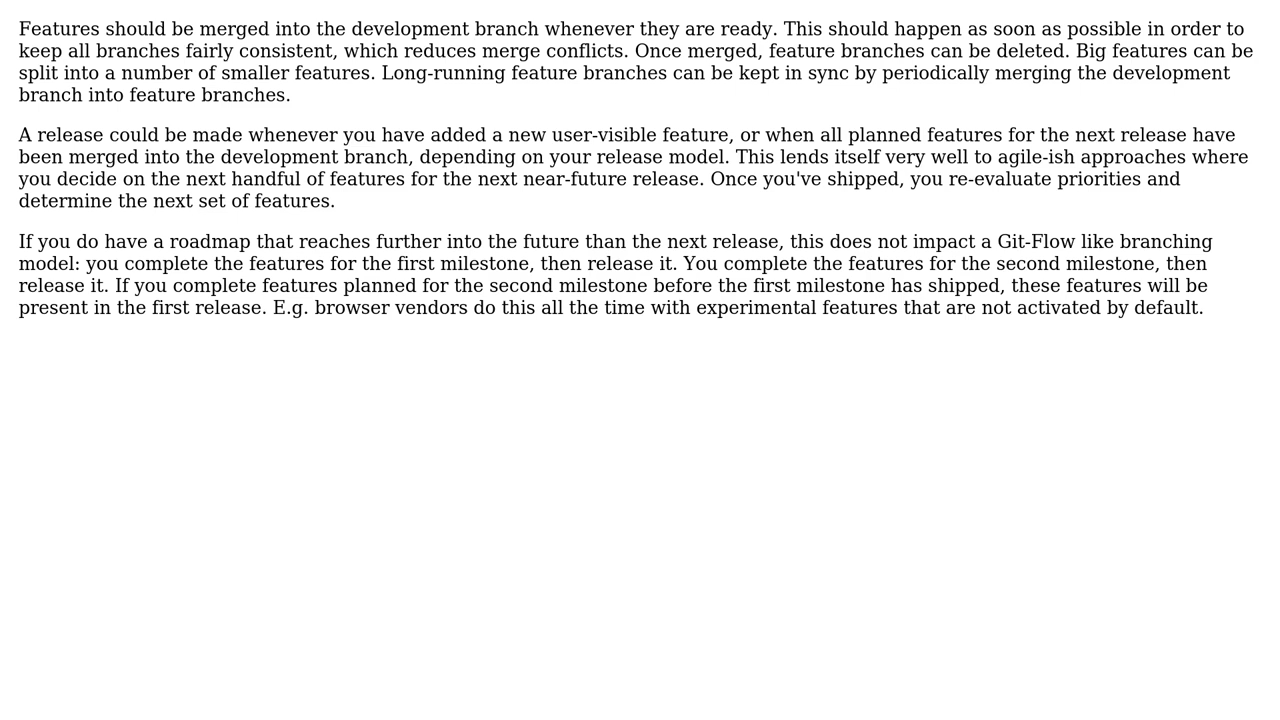 Features should be merged into the development branch whenever they are ready. This should happen as soon as possible in order to
keep all branches fairly consistent, which reduces merge conflicts. Once merged, feature branches can be deleted. Big features can be
split into a number of smaller features. Long-running feature branches can be kept in sync by periodically merging the development
branch into feature branches.
A release could be made whenever you have added a new user-visible feature, or when all planned features for the next release have
been merged into the development branch, depending on your release model. This lends itself very well to agile-ish approaches where
you decide on the next handful of features for the next near-future release. Once you've shipped, you re-evaluate priorities and
determine the next set of features.
If you do have a roadmap that reaches further into the future than the next release, this does not impact a Git-Flow like branching
model: you complete the features for the first milestone, then release it. You complete the features for the second milestone, then
release it. If you complete features planned for the second milestone before the first milestone has shipped, these features will be
present in the first release. E.g. browser vendors do this all the time with experimental features that are not activated by default.